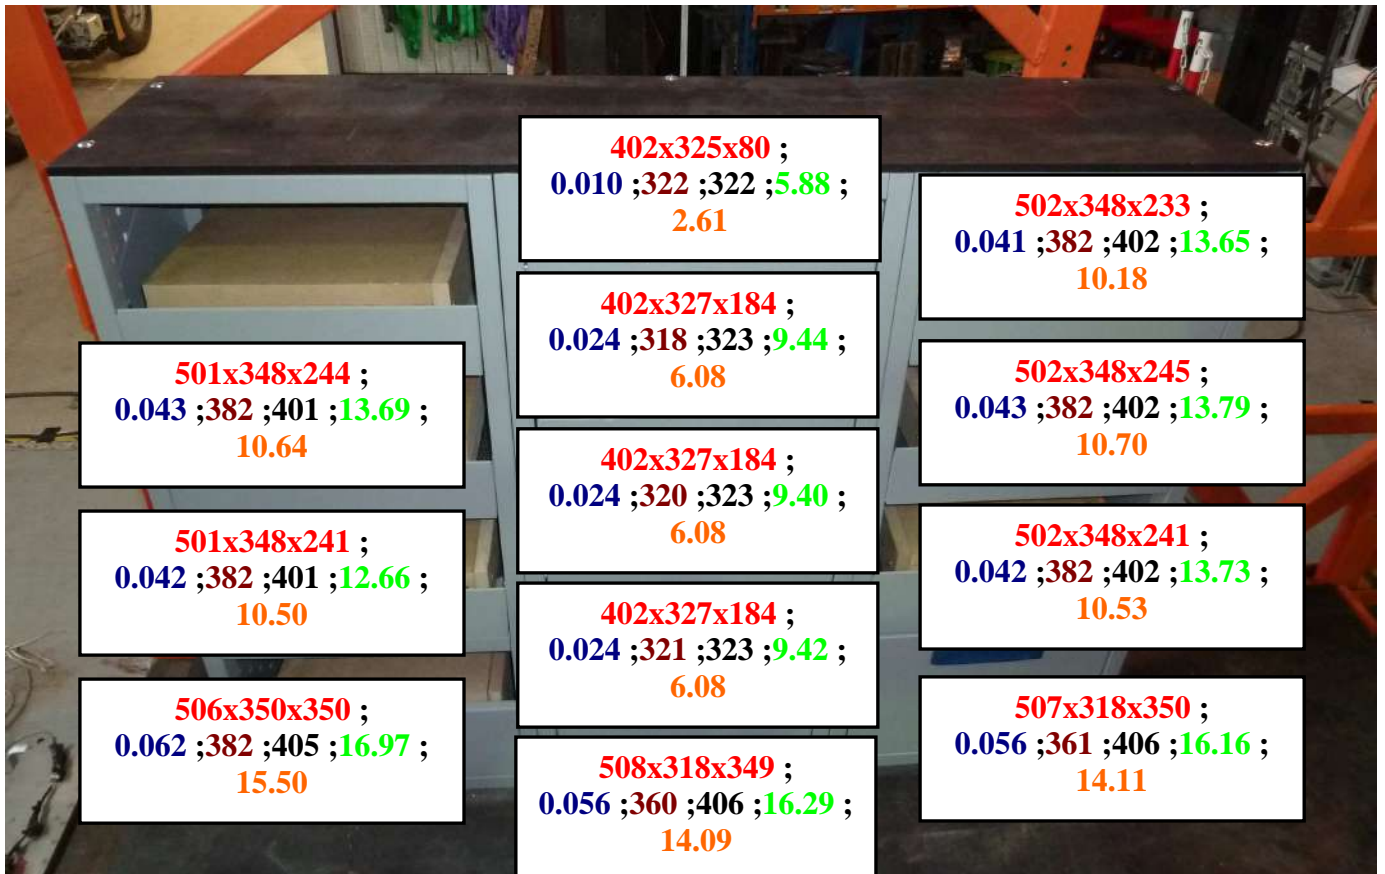 402x325x80 ;
0.010 ;322 ;322 ;5.88 ;
2.61
502x348x233 ;
0.041 ;382 ;402 ;13.65 ;
10.18
402x327x184 ;
0.024 ;318 ;323 ;9.44 ;
6.08
501x348x244 ;
0.043 ;382 ;401 ;13.69 ;
10.64
502x348x245 ;
0.043 ;382 ;402 ;13.79 ;
10.70
402x327x184 ;
0.024 ;320 ;323 ;9.40 ;
6.08
501x348x241 ;
0.042 ;382 ;401 ;12.66 ;
10.50
502x348x241 ;
0.042 ;382 ;402 ;13.73 ;
10.53
402x327x184 ;
0.024 ;321 ;323 ;9.42 ;
6.08
506x350x350 ;
0.062 ;382 ;405 ;16.97 ;
15.50
507x318x350 ;
0.056 ;361 ;406 ;16.16 ;
14.11
508x318x349 ;
0.056 ;360 ;406 ;16.29 ;
14.09